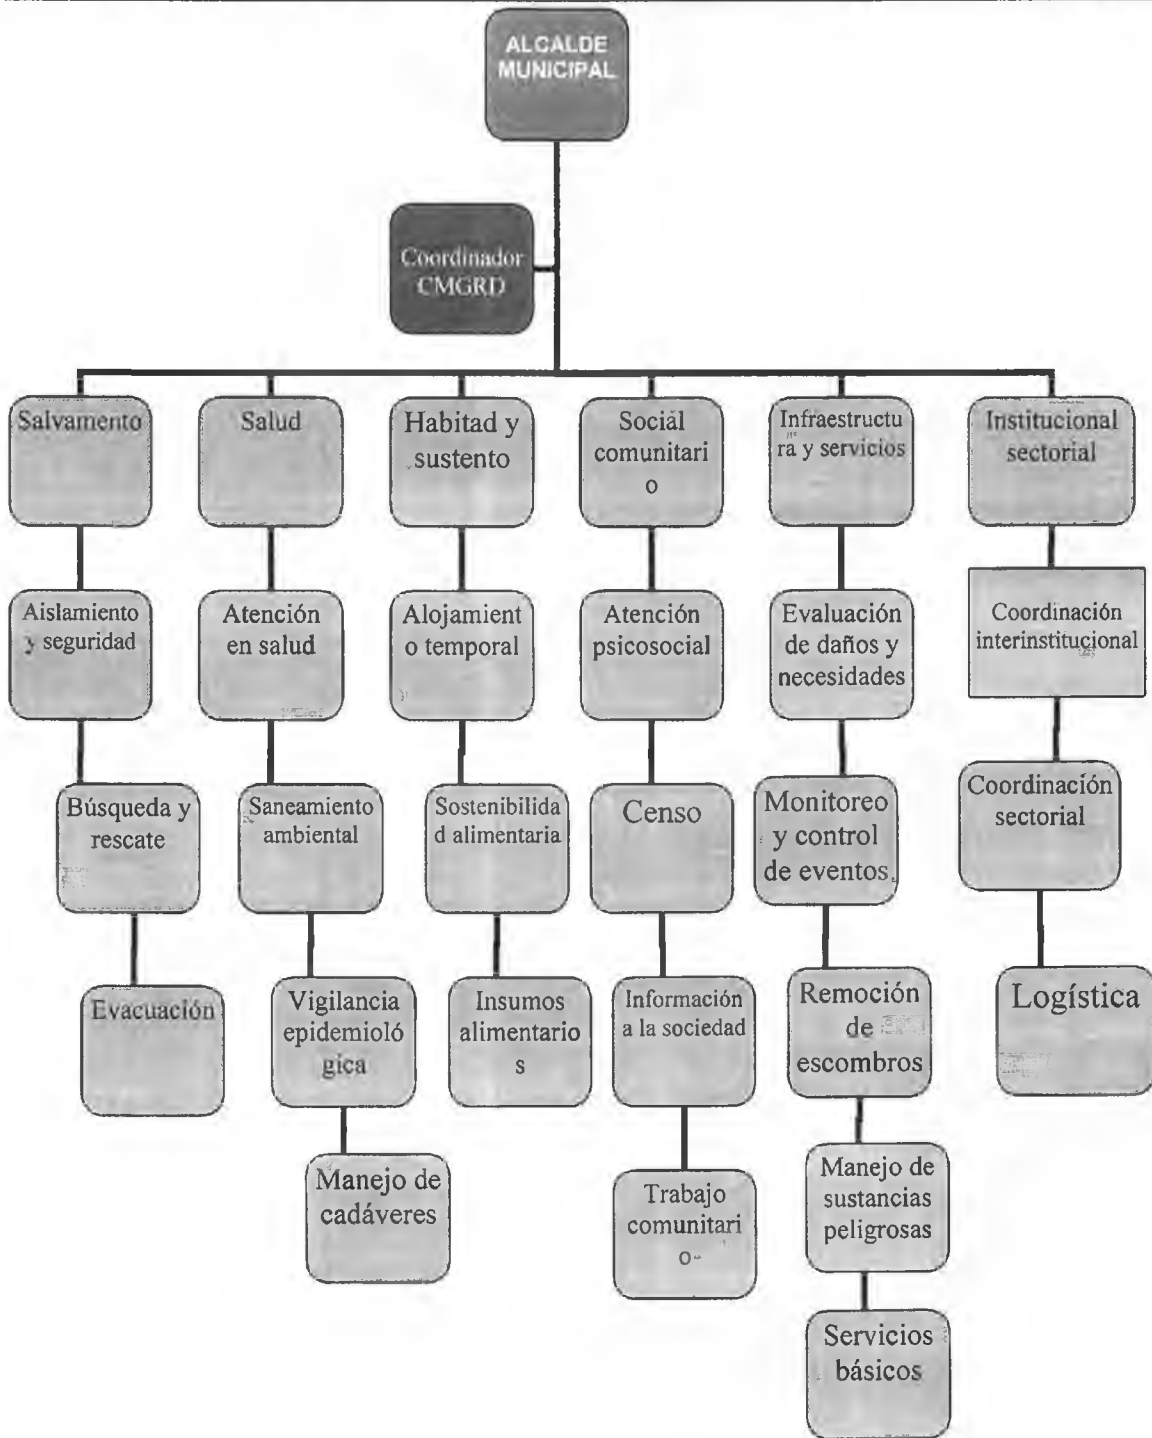 ALCALDE
MUNICIPAL
Coordinador
CMGRD
Salvamento
Salud
Habitad y
sustento
Social
comunitari
o
Infraestructu
ra y servicios
Institucional
sectorial
Aislamiento
y seguridad
Atención
en salud
Alojamient
o temporal
Atención
psicosocial
Evaluación
de daños y
necesidades
Coordinación
interinstitucional
Búsqueda y
rescate
Saneamiento
ambiental
Sostenibilida
d alimentaria
Censo
Monitoreo
y control
de eventos
Coordinación
sectorial
Evacuación
Vigilancia
epidemioló
gica
Insumos
alimentario
s
Información
a la sociedad
Remoción
de
escombros
Logística
Manejo de
cadáveres
Trabajo
comunitari
o
Manejo de
sustancias
peligrosas
Servicios
básicos